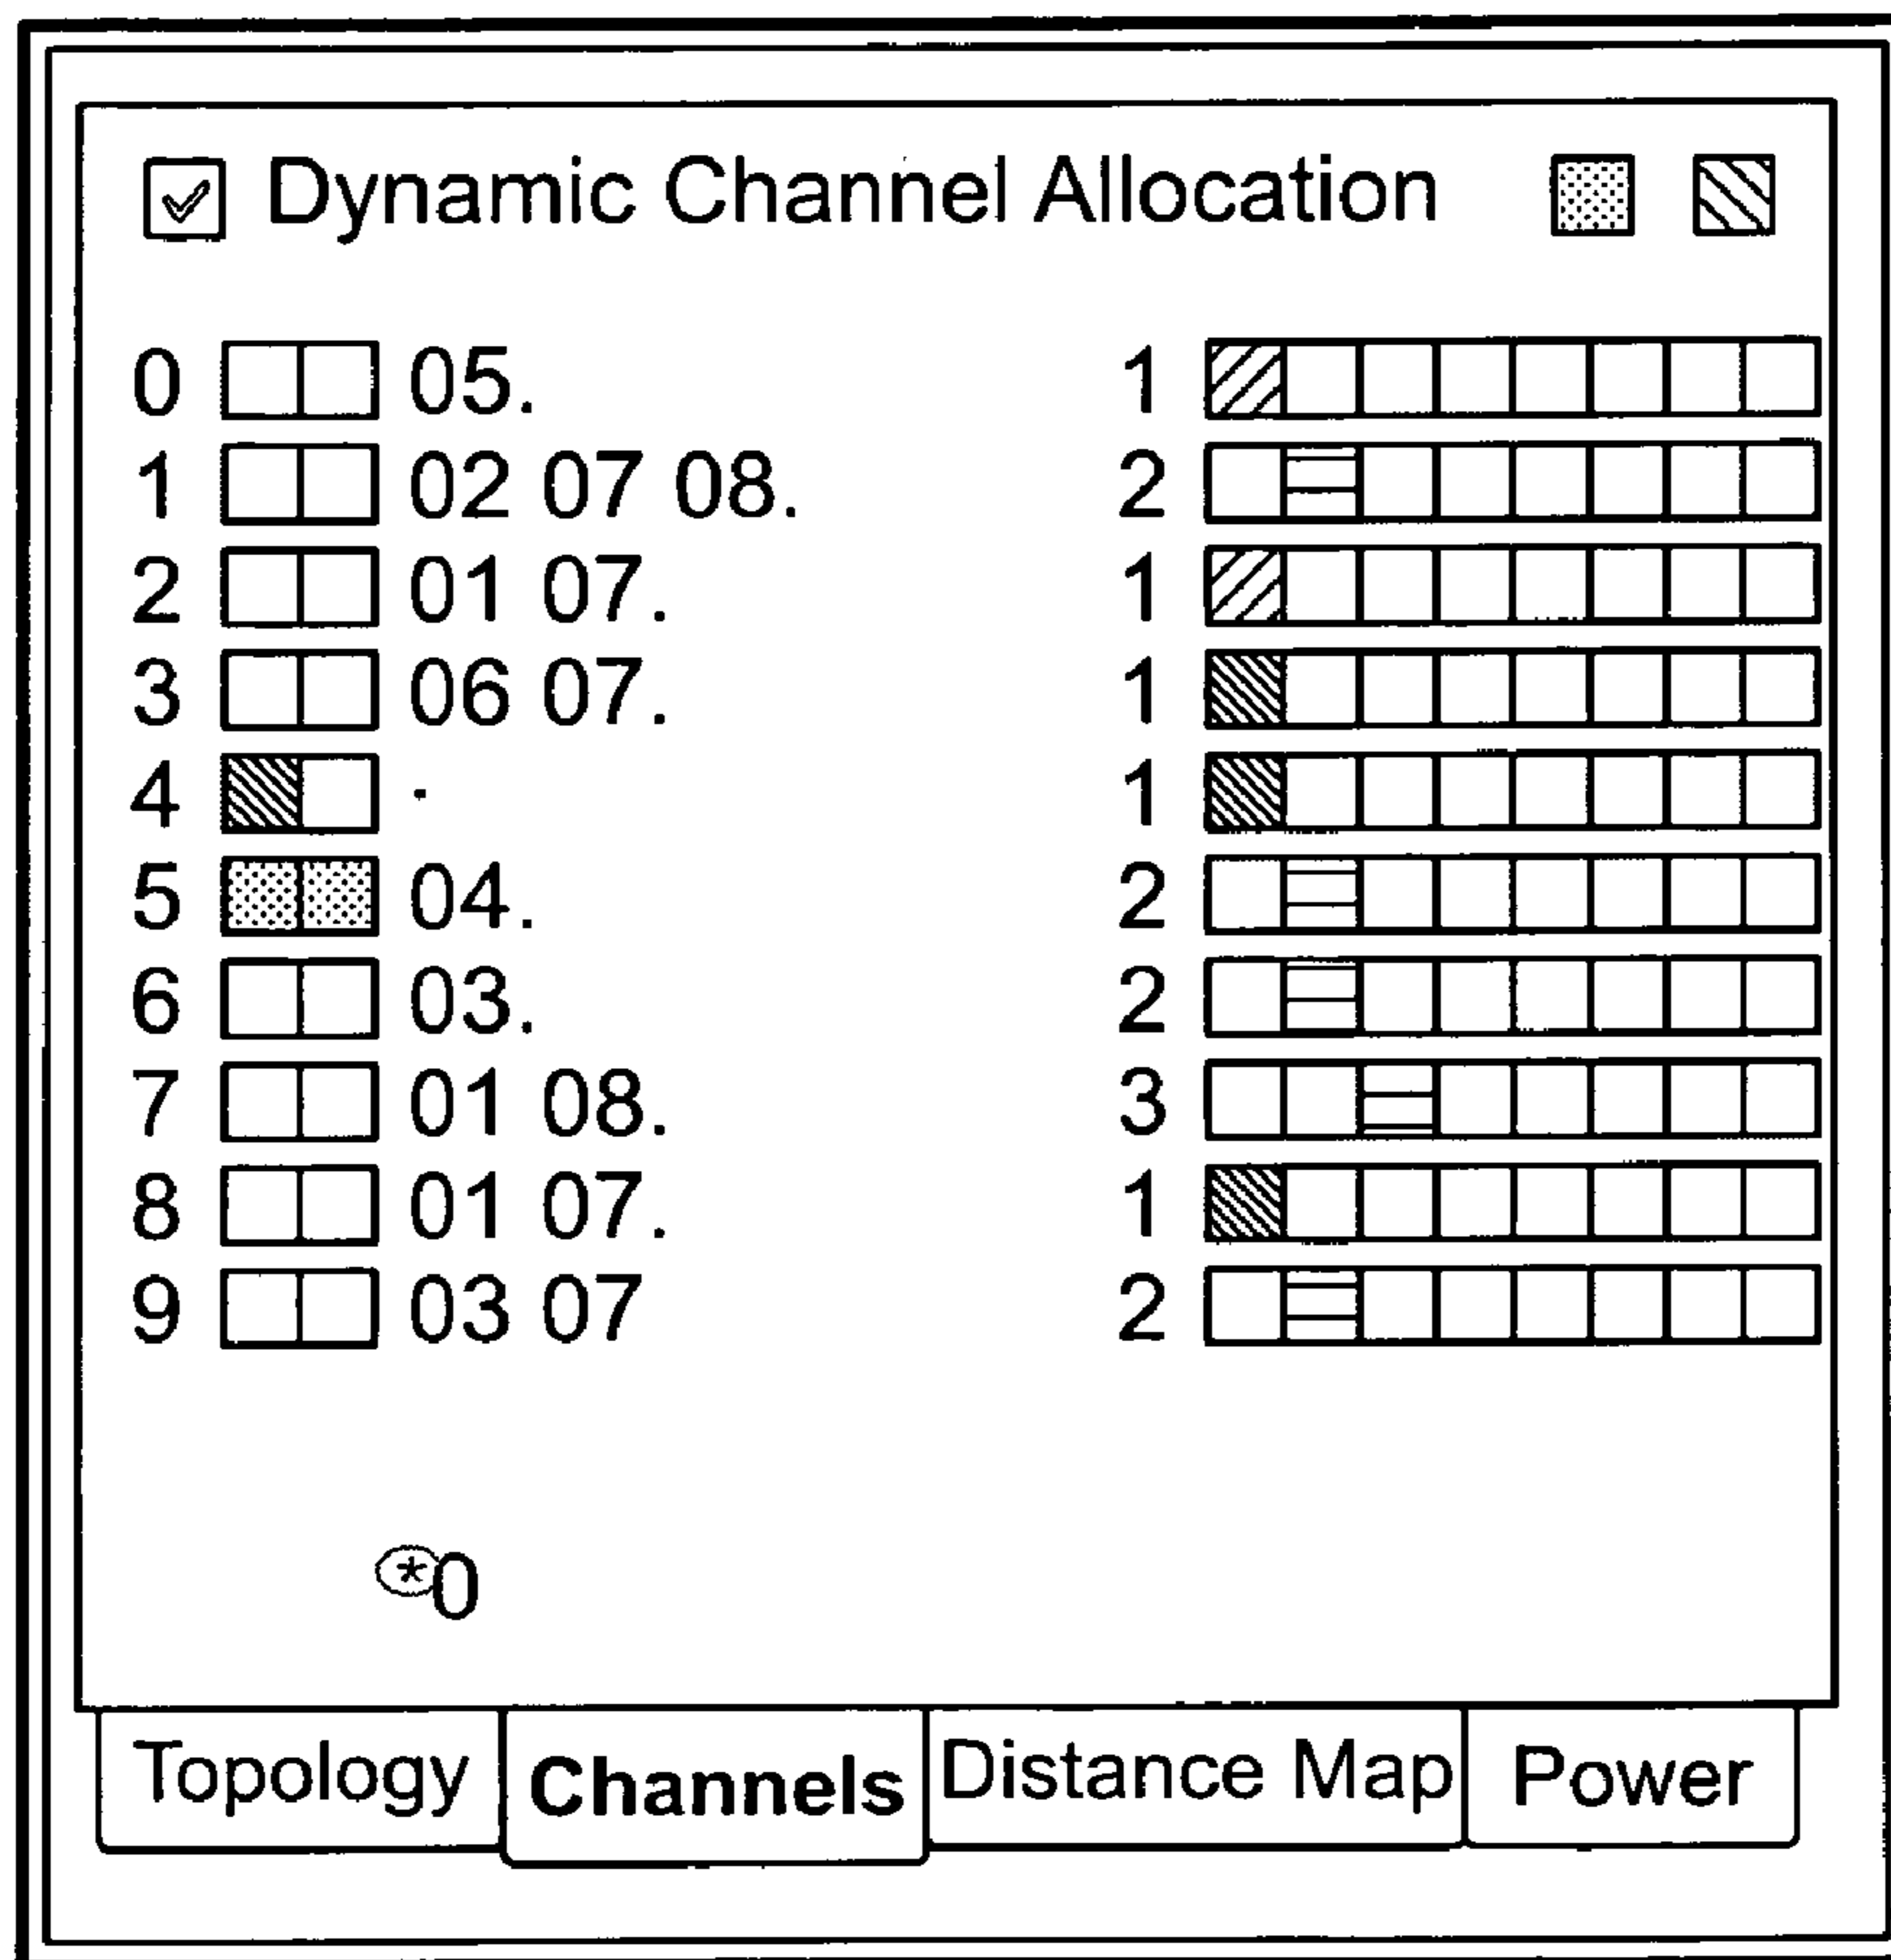 Dynamic Channel Allocation
0 05. 1
1 02 07 08. 2
2 01 07. 1
3 06 07. 1
4 . 1
5 04. 2
6 03. 2
7 01 08. 3
8 01 07. 1
9 03 07 2
*0
Topology Channels Distance Map Power